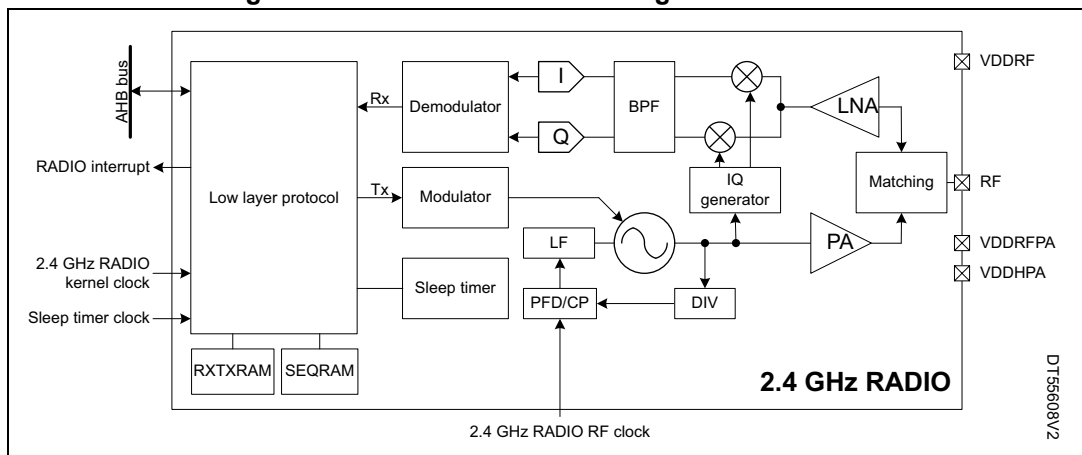 AHB bus
RADIO interrupt
2.4 GHz RADIO
kernel clock
Sleep timer clock
Low layer protocol
RXTXRAM
SEQRAM
Rx
Tx
Demodulator
Modulator
Sleep timer
I
Q
BPF
LNA
IQ
generator
Matching
LF
PA
PFD/CP
DIV
VDDRF
RF
VDDRFPA
VDDHPA
2.4 GHz RADIO
2.4 GHz RADIO RF clock
DT55608V2